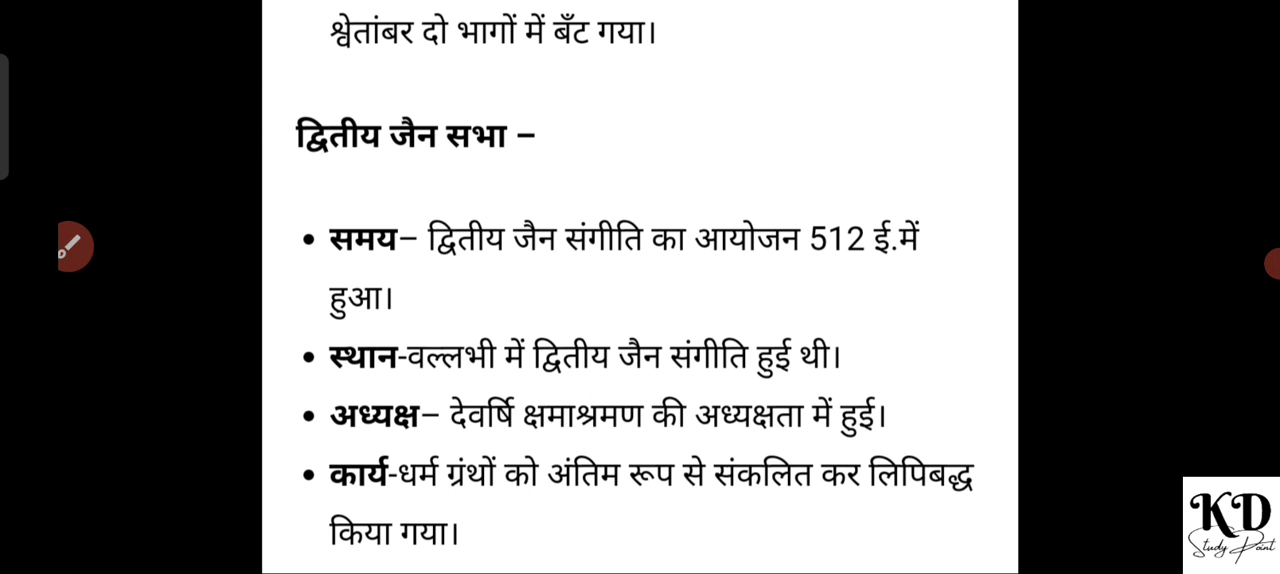 श्वेतांबर दो भागों में बँट गया।
द्वितीय जैन सभा –
• समय– द्वितीय जैन संगीति का आयोजन 512 ई.में
हुआ।
• स्थान-वल्लभी में द्वितीय जैन संगीति हुई थी।
• अध्यक्ष– देवर्षि क्षमाश्रमण की अध्यक्षता में हुई।
• कार्य-धर्म ग्रंथों को अंतिम रूप से संकलित कर लिपिबद्ध
किया गया।
KD
Study Point